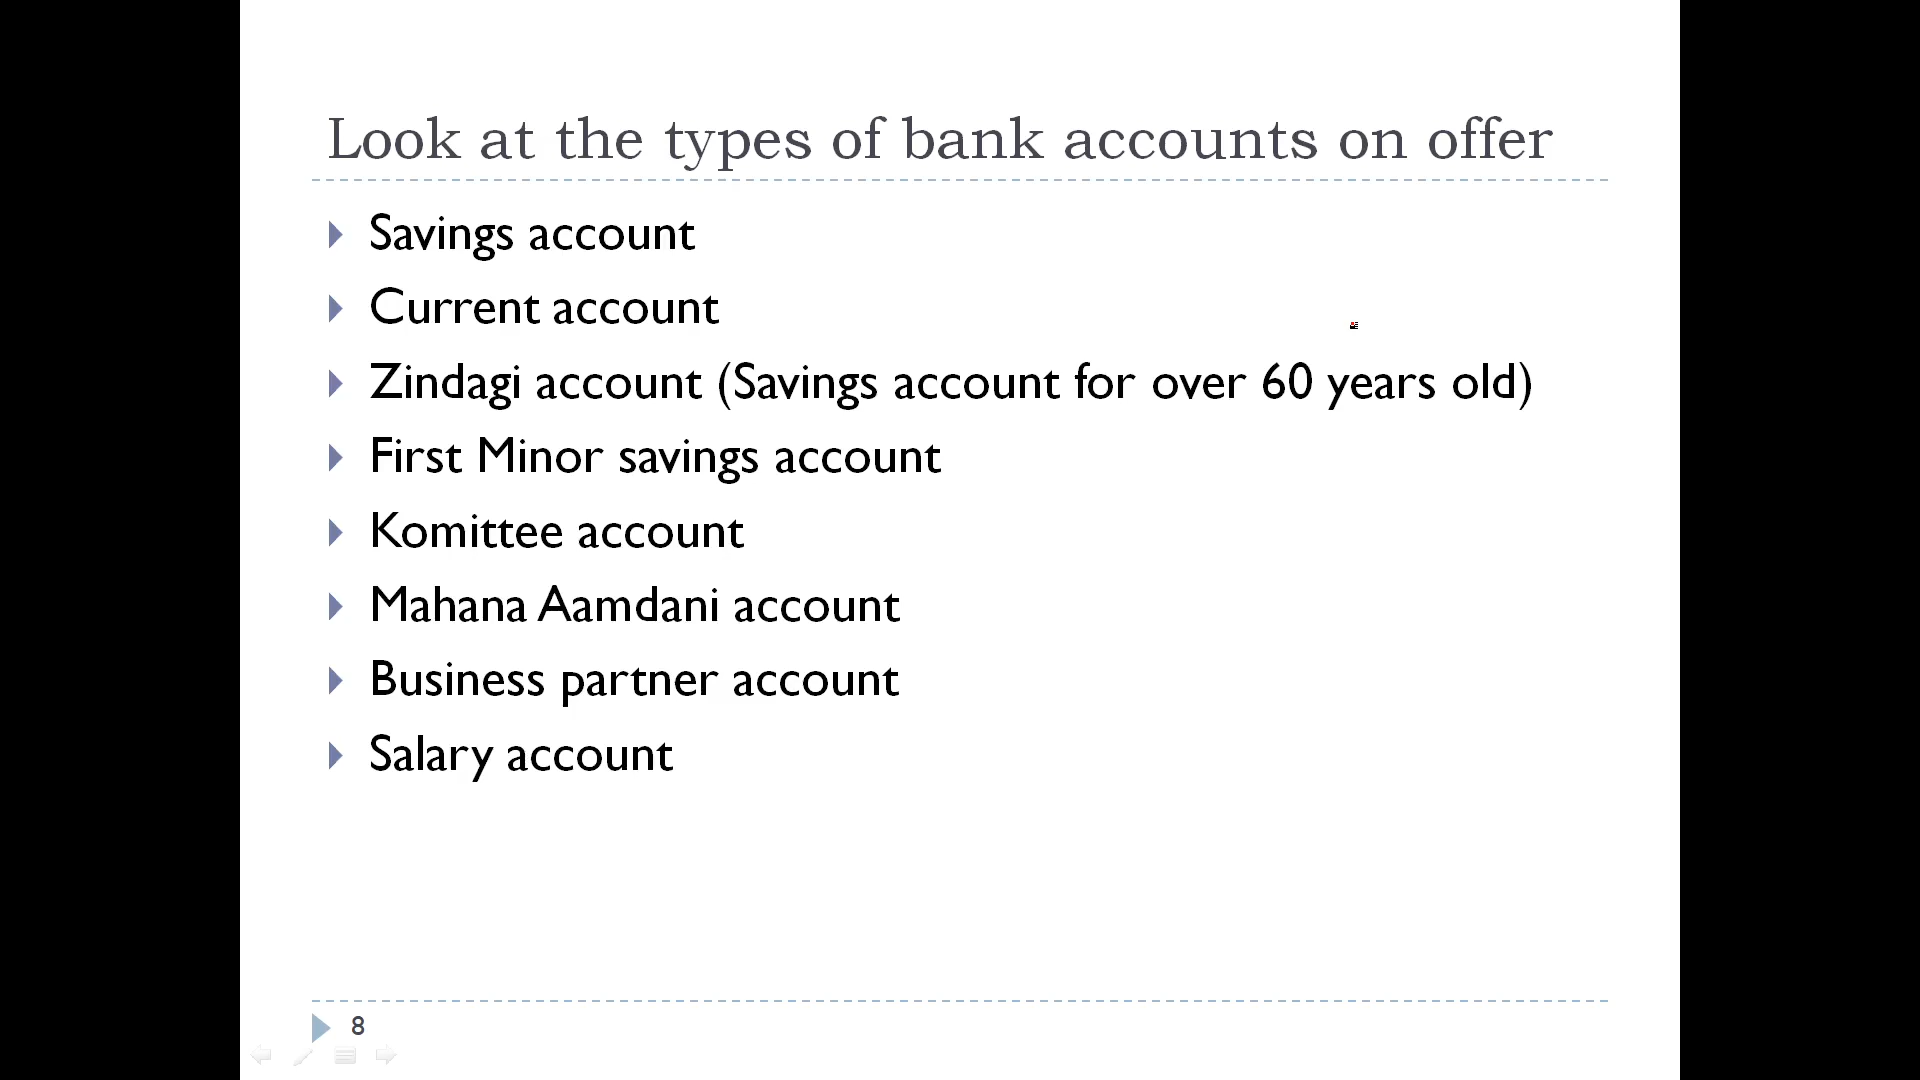 Look at the types of bank accounts on offer
Savings account
Current account
Zindagi account (Savings account for over 60 years old)
First Minor savings account
Komittee account
Mahana Aamdani account
Business partner account
Salary account
8